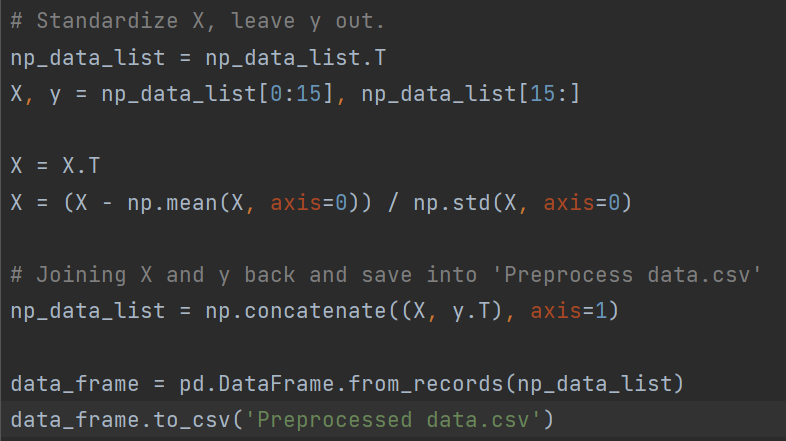 # Standardize X, leave y out.
np_data_list = np_data_list.T
X, y = np_data_list[0:15], np_data_list[15:]
X = X.T
X = (X - np.mean(X, axis=0)) / np.std(X, axis=0)
# Joining X and y back and save into 'Preprocess data.csv'
np_data_list = np.concatenate((X, y.T), axis=1)
data_frame = pd.DataFrame.from_records(np_data_list)
data_frame.to_csv('Preprocessed data.csv')